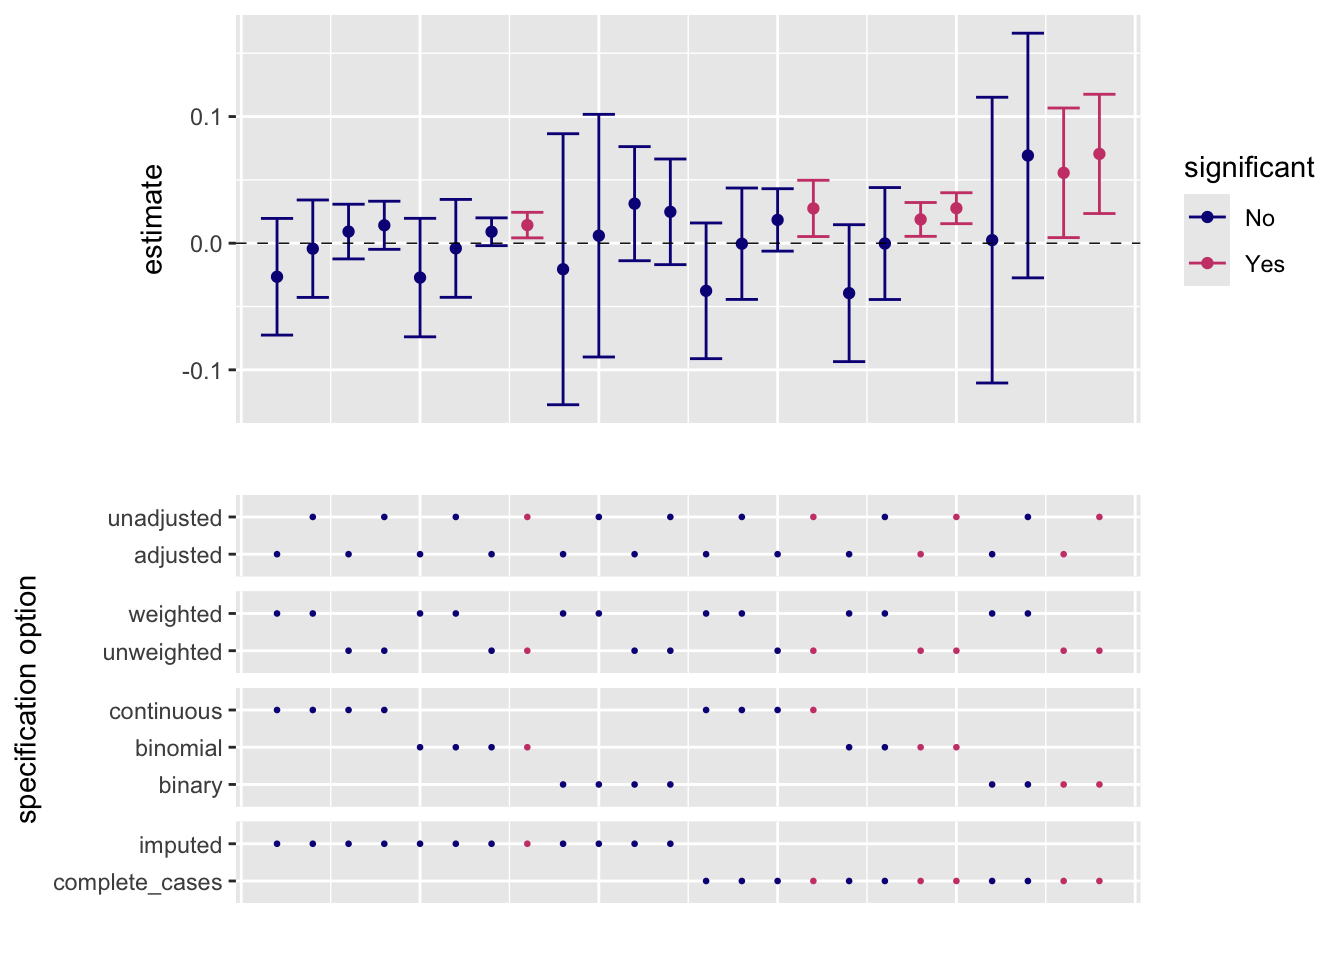 estimate
0.1
0.0
-0.1
significant
No
Yes
specification option
unadjusted
adjusted
weighted
unweighted
continuous
binomial
binary
imputed
complete_cases